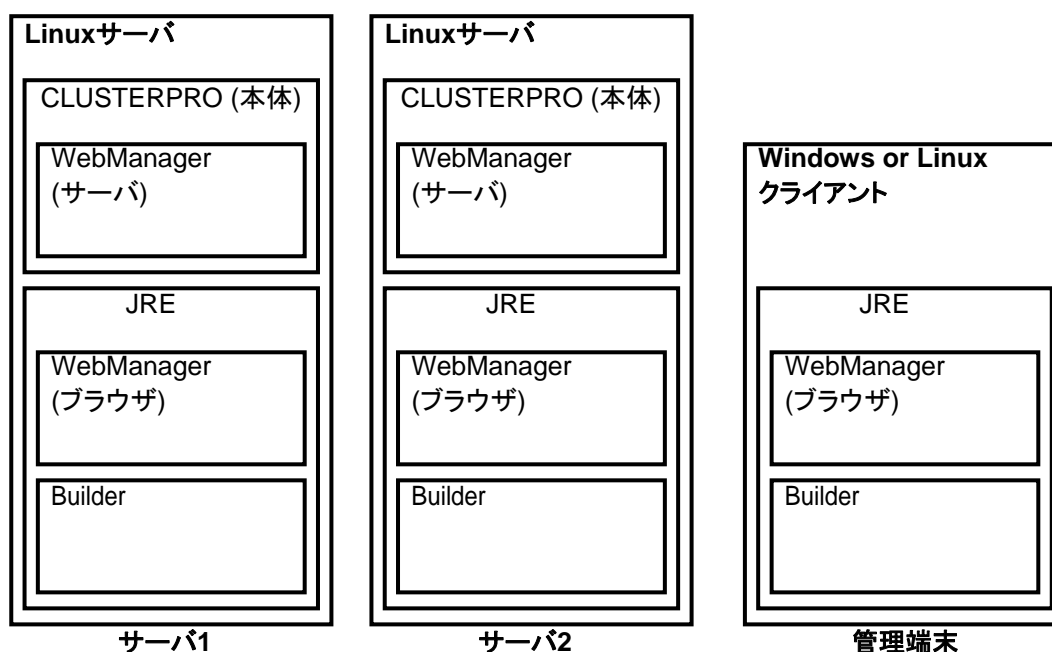 Linuxサーバ
CLUSTERPRO (本体)
WebManager
(サーバ)
JRE
WebManager
(ブラウザ)
Builder
サーバ1
Linuxサーバ
CLUSTERPRO (本体)
WebManager
(サーバ)
JRE
WebManager
(ブラウザ)
Builder
サーバ2
Windows or Linux
クライアント
JRE
WebManager
(ブラウザ)
Builder
管理端末